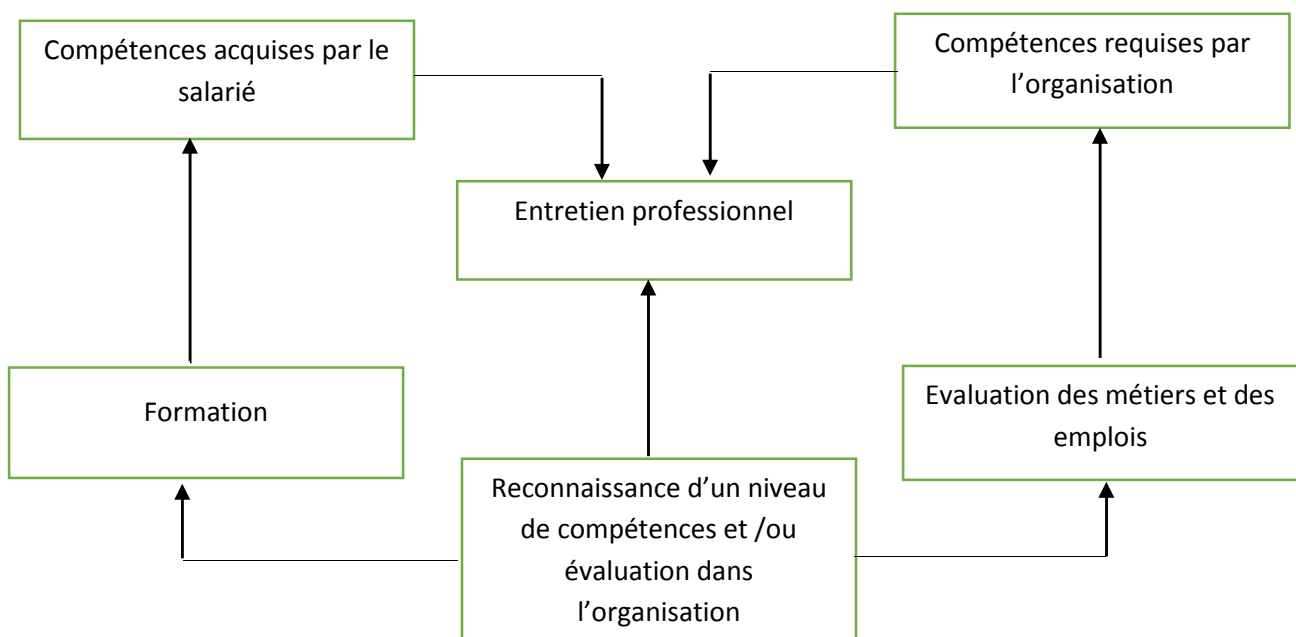 Compétences acquises par le
salarié
Compétences requises par
l’organisation
Entretien professionnel
Formation
Evaluation des métiers et des
emplois
Reconnaissance d’un niveau
de compétences et /ou
évaluation dans
l’organisation